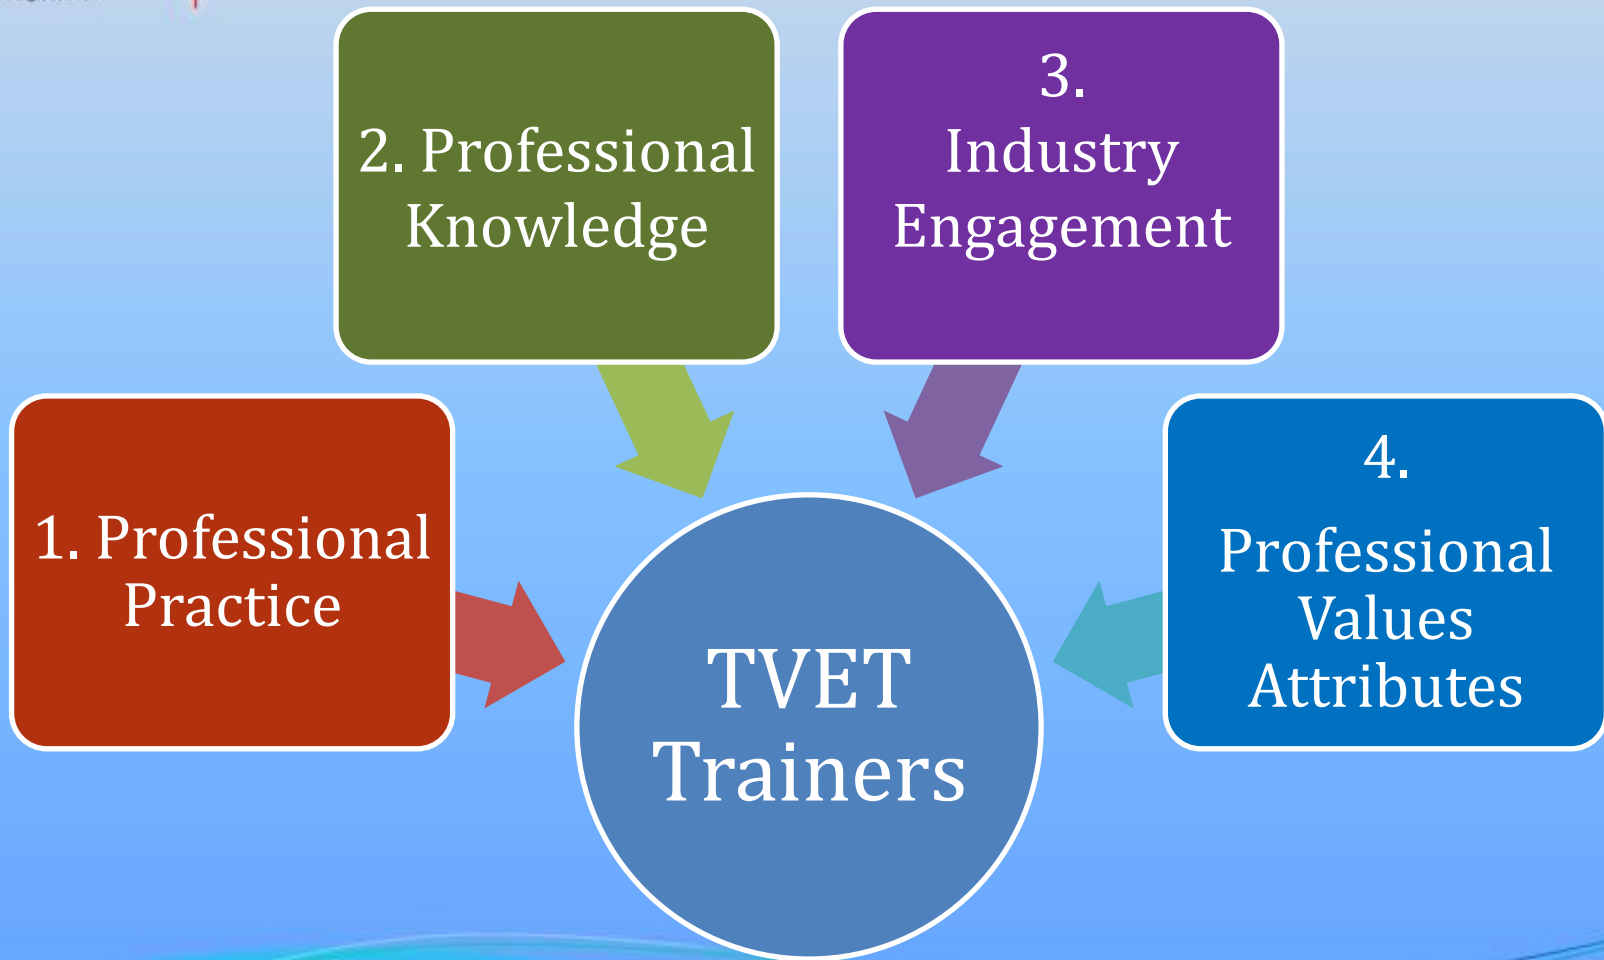 1. Professional
Practice
2. Professional
Knowledge
3.
Industry
Engagement
4.
Professional
Values
Attributes
TVET
Trainers